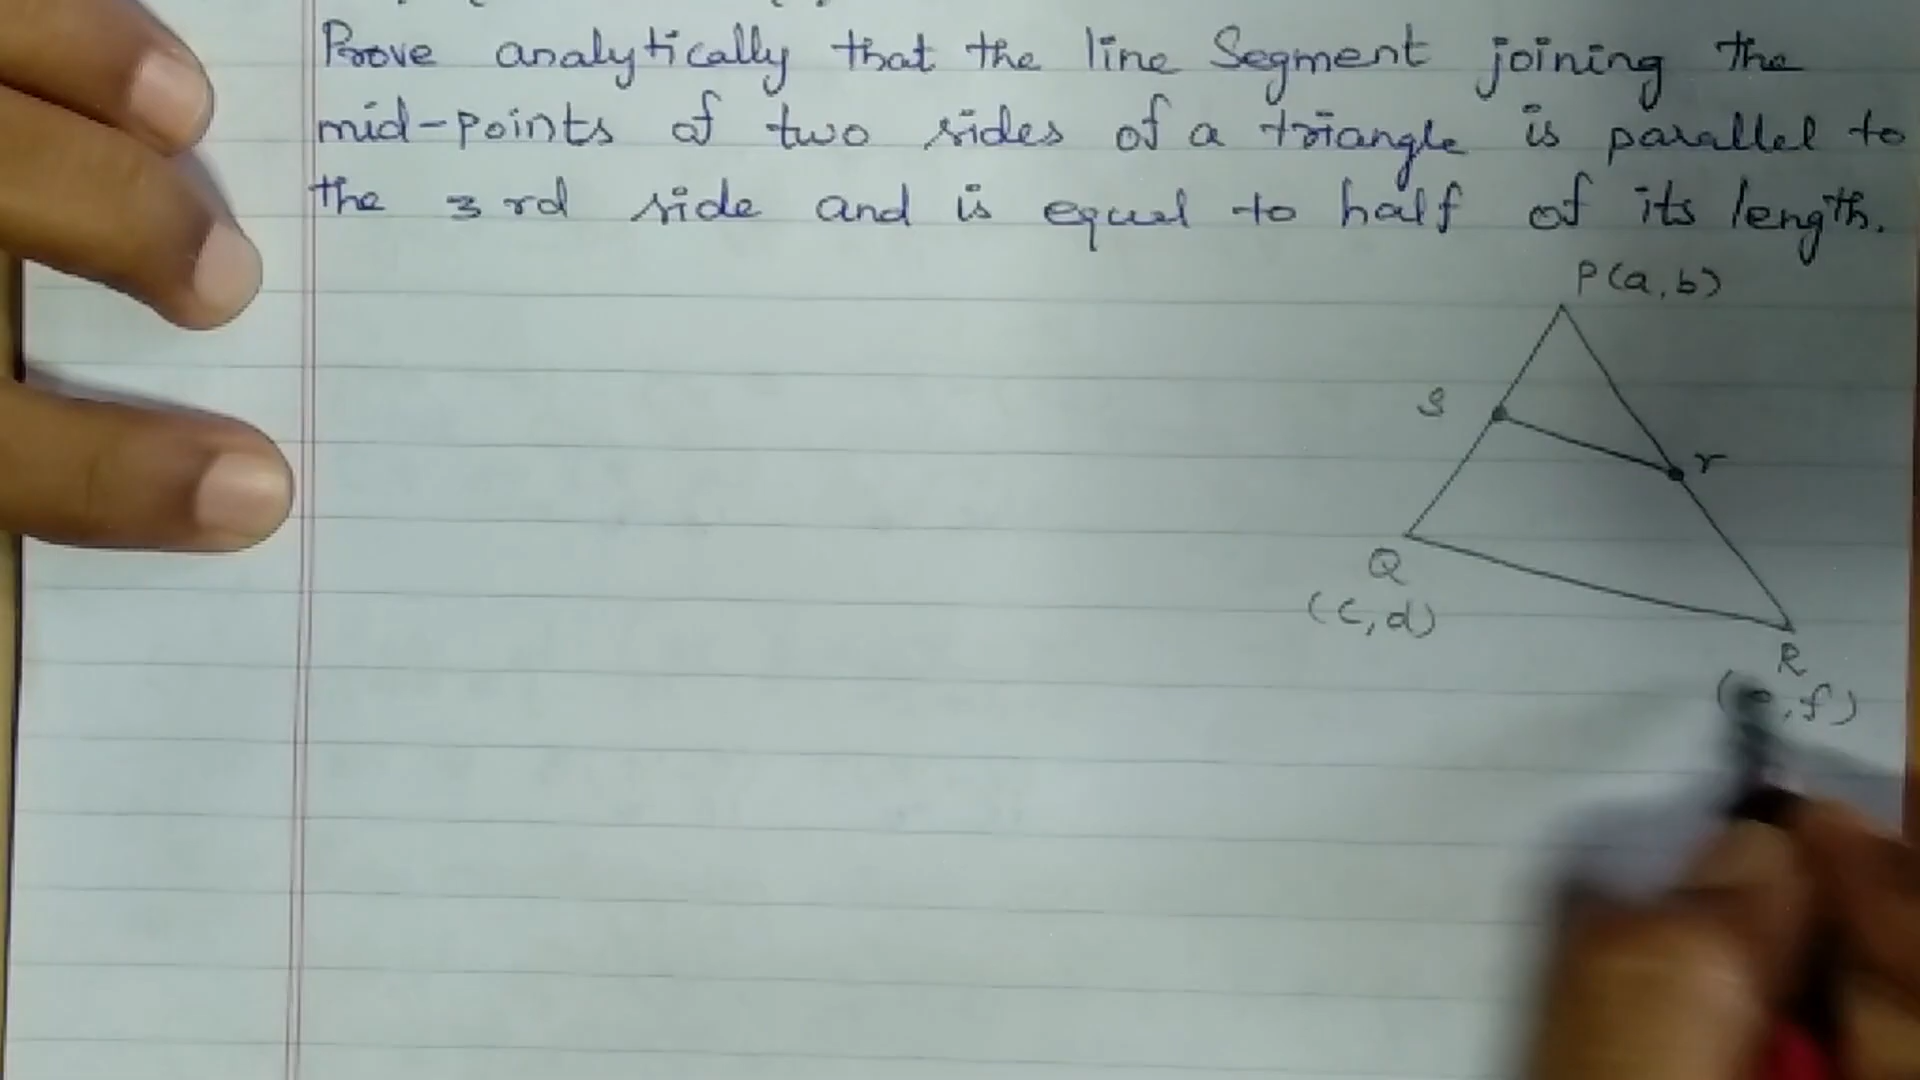 Prove analytically that the line Segment joining the
mid-points of two sides of a triangle is parallel to
the 3rd side and is equal to half of its length.
P(a,b)
S
r
Q
(c,d)
R
(e,f)